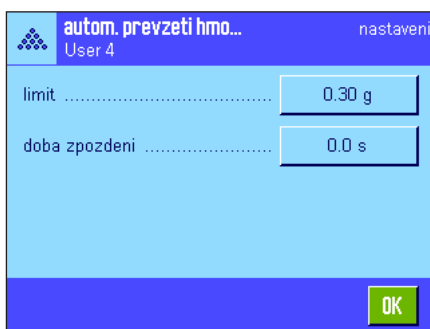 autom. prevzeti hmo... nastaveni
User 4
limit ........................................ 0.30 g
doba zpozdeni ........................ 0.0 s
OK